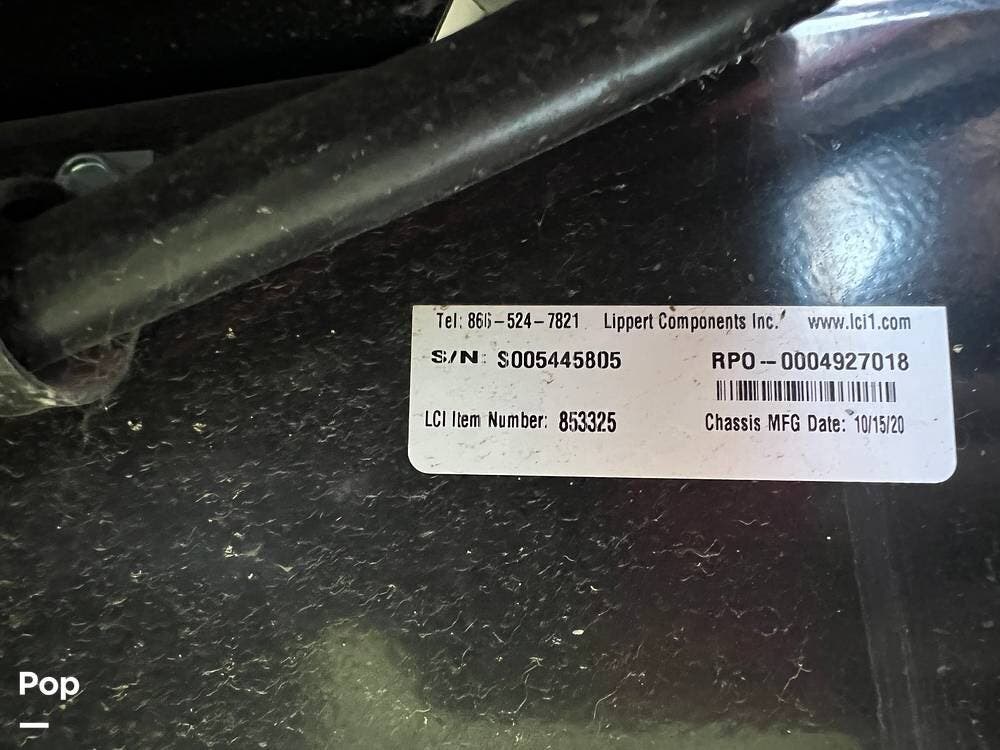 Tel: 866-524-7821 Lippert Components Inc. www.lci1.com
S/N: S005445805 RPO-0004927018
LCI Item Number: 853325 Chassis MFG Date: 10/15/20
Pop